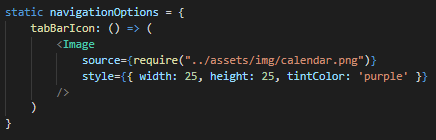 static navigationOptions = {
    tabBarIcon: () => (
        <Image
            source={require("../assets/img/calendar.png")}
            style={{ width: 25, height: 25, tintColor: 'purple' }}
        />
    )
}